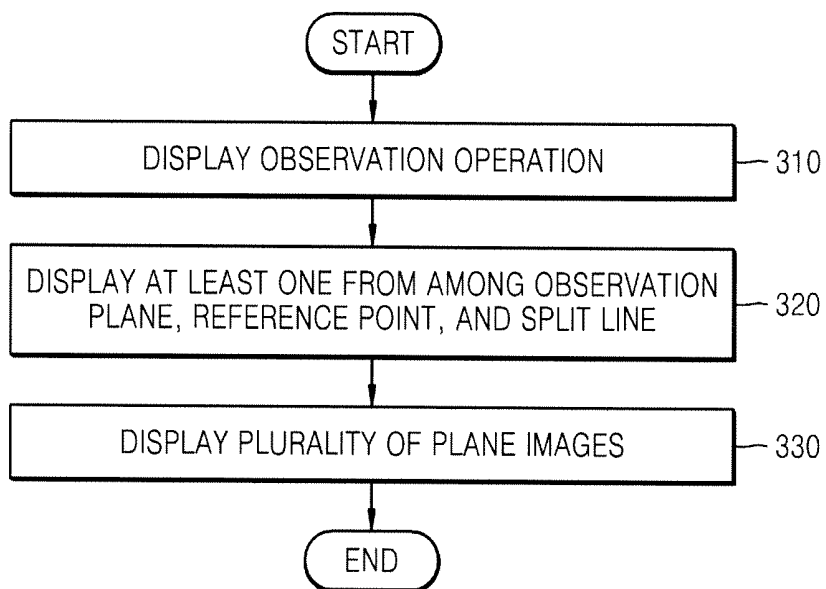 START
DISPLAY OBSERVATION OPERATION
310
DISPLAY AT LEAST ONE FROM AMONG OBSERVATION
PLANE, REFERENCE POINT, AND SPLIT LINE
320
DISPLAY PLURALITY OF PLANE IMAGES
330
END